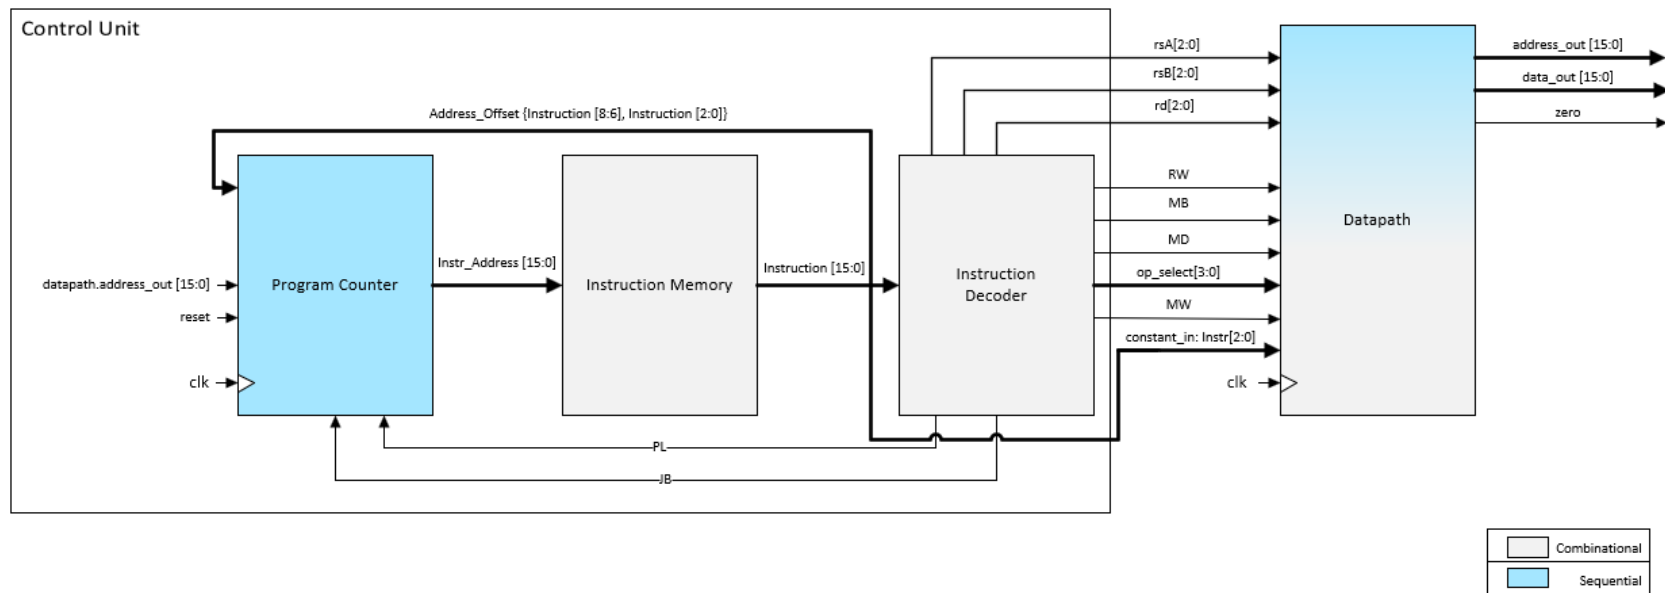 Control Unit
rsA[2:0]
rsB[2:0]
rd[2:0]
address_out [15:0]
data_out [15:0]
zero
Address_Offset {Instruction [8:6], Instruction [2:0]}
RW
MB
MD
op_select[3:0]
MW
constant_in: Instr[2:0]
clk
Datapath
datapath.address_out [15:0]
reset
clk
Program Counter
Instr_Address [15:0]
Instruction Memory
Instruction [15:0]
Instruction
Decoder
PL
JB
Combinational
Sequential